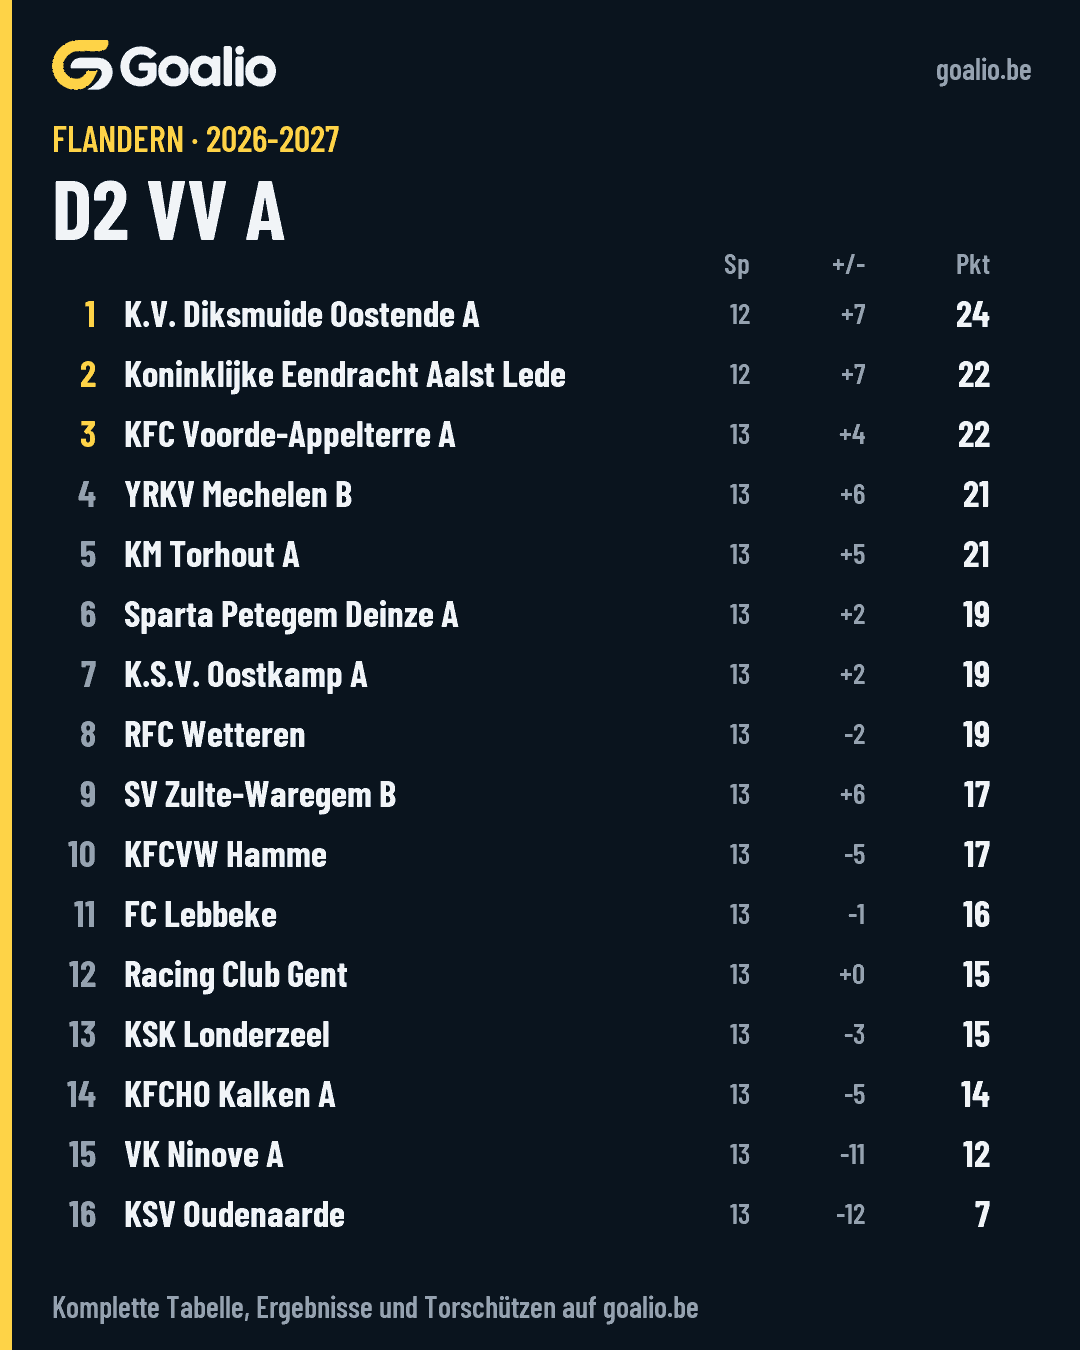 Goalio
goalio.be
FLANDERN · 2026-2027
D2 VV A
Sp +/- Pkt
1 K.V. Diksmuide Oostende A 12 +7 24
2 Koninklijke Eendracht Aalst Lede 12 +7 22
3 KFC Voorde-Appelterre A 13 +4 22
4 YRKV Mechelen B 13 +6 21
5 KM Torhout A 13 +5 21
6 Sparta Petegem Deinze A 13 +2 19
7 K.S.V. Oostkamp A 13 +2 19
8 RFC Wetteren 13 -2 19
9 SV Zulte-Waregem B 13 +6 17
10 KFCVW Hamme 13 -5 17
11 FC Lebbeke 13 -1 16
12 Racing Club Gent 13 +0 15
13 KSK Londerzeel 13 -3 15
14 KFCHO Kalken A 13 -5 14
15 VK Ninove A 13 -11 12
16 KSV Oudenaarde 13 -12 7
Komplette Tabelle, Ergebnisse und Torschützen auf goalio.be